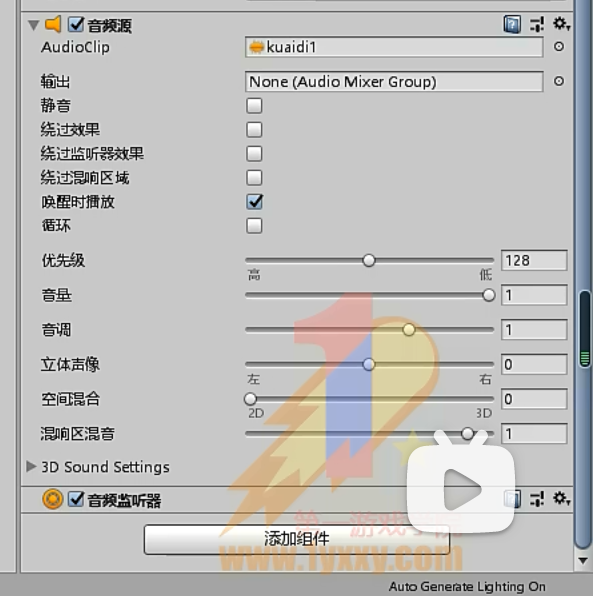 音频源
AudioClip kuaidi1
输出 None (Audio Mixer Group)
静音
绕过效果
绕过监听器效果
绕过混响区域
唤醒时播放
循环
优先级 128
高 低
音量 1
音调 1
立体声像 0
左 右
空间混合 0
2D 3D
混响区混音 1
3D Sound Settings
音频监听器
第一游戏学院
添加组件
www.1yxxy.com
Auto Generate Lighting On